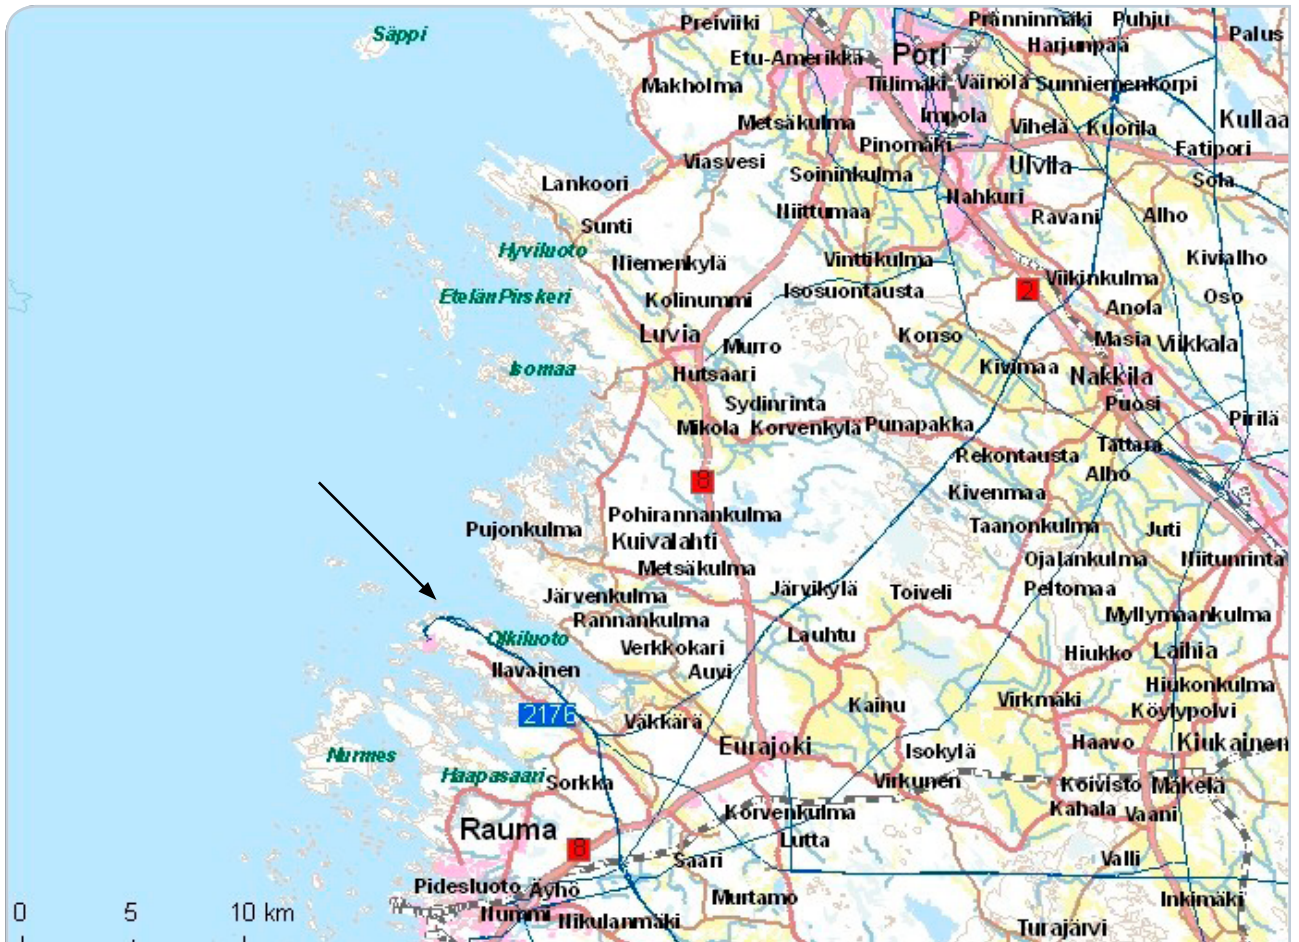 Säppi
Preiviiki
Pränninmäki
Puhju
Palus
Harjunpää
Etu-Amerikka
Pori
Makholma
Tiilimäki
Väinölä
Sunniemenkorpi
Metsäkulma
Impola
Vihelä
Kuorila
Kullaa
Pinomäki
Fatipori
Viasvesi
Ulvila
Lankoori
Soininkulma
Sola
Nahkuri
Niittumaa
Ravani
Alho
Sunti
Hyviluoto
Niemenkylä
Vinttikulma
Kivialho
Viikinkulma
EtelänPirskeri
Kolinummi
Isosuontausta
2
Anola
Oso
Luvia
Murro
Konso
Masia
Viikkala
Isomaa
Hutsaari
Kivimaa
Nakkila
Sydinrinta
Puosi
Mikola
Korvenkylä
Punapakka
Pirilä
Tattara
Rekontausta
Alho
8
Kivenmaa
Pohirannankulma
Pujonkulma
Taanonkulma
Juti
Kuivalahti
Metsäkulma
Ojalankulma
Niitunrinta
Järvenkulma
Järvikylä
Toiveli
Peltomaa
Rannankulma
Myllymaankulma
Olkiluoto
Verkkokari
Lauhtu
Ilavainen
Auvi
Hiukko
Laihia
Hiukonkulma
2176
Väkkärä
Kainu
Virkmäki
Köylypolvi
Nurmes
Eurajoki
Isokylä
Haavo
Kiukainen
Haapasaari
Sorkka
Virkunen
Koivisto
Mäkelä
Rauma
Korvenkulma
Kahala
Vaani
8
Lutta
Saari
Valli
Pidesluoto
Äyhö
Murtamo
Inkimäki
Nummi
Nikulanmäki
Turajärvi
0 5 10 km